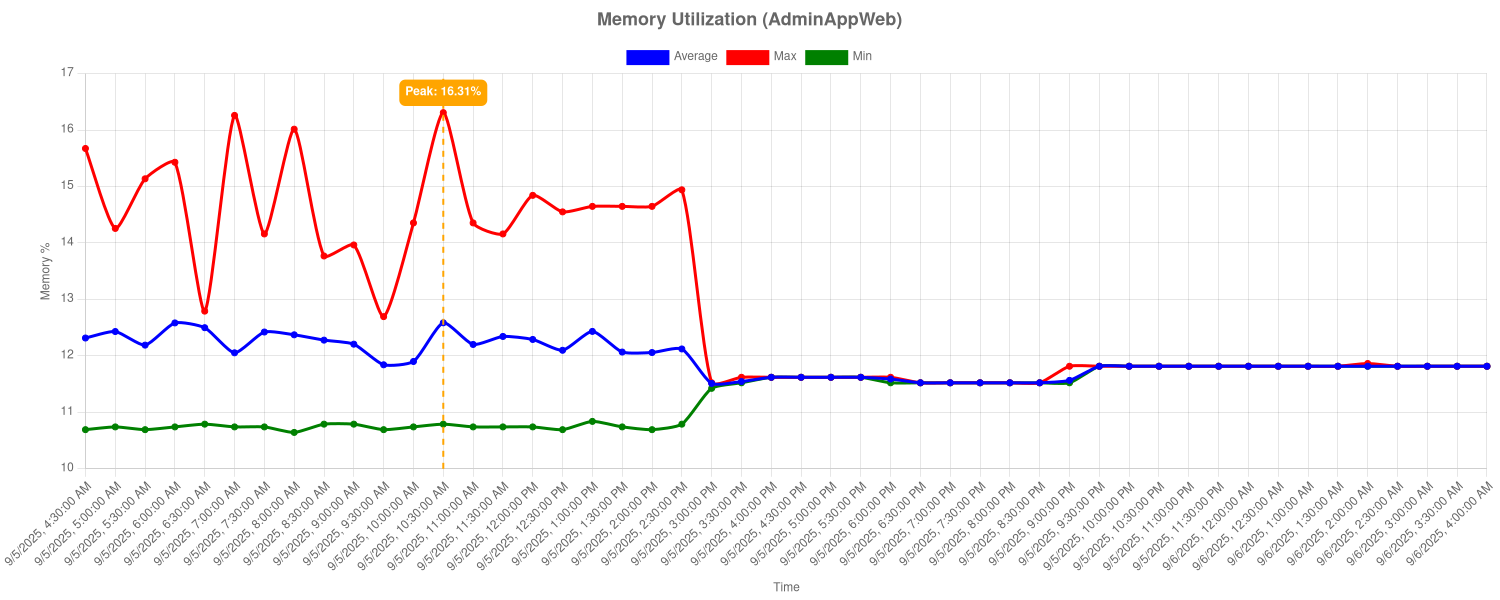 Memory Utilization (AdminAppWeb)
Average Max Min
Peak: 16.31%
Memory %
17
16
15
14
13
12
11
10
9/5/2025, 4:30:00 AM
9/5/2025, 5:00:00 AM
9/5/2025, 5:30:00 AM
9/5/2025, 6:00:00 AM
9/5/2025, 6:30:00 AM
9/5/2025, 7:00:00 AM
9/5/2025, 7:30:00 AM
9/5/2025, 8:00:00 AM
9/5/2025, 8:30:00 AM
9/5/2025, 9:00:00 AM
9/5/2025, 9:30:00 AM
9/5/2025, 10:00:00 AM
9/5/2025, 10:30:00 AM
9/5/2025, 11:00:00 AM
9/5/2025, 11:30:00 AM
9/5/2025, 12:00:00 PM
9/5/2025, 12:30:00 PM
9/5/2025, 1:00:00 PM
9/5/2025, 1:30:00 PM
9/5/2025, 2:00:00 PM
9/5/2025, 2:30:00 PM
9/5/2025, 3:00:00 PM
9/5/2025, 3:30:00 PM
9/5/2025, 4:00:00 PM
9/5/2025, 4:30:00 PM
9/5/2025, 5:00:00 PM
9/5/2025, 5:30:00 PM
9/5/2025, 6:00:00 PM
9/5/2025, 6:30:00 PM
9/5/2025, 7:00:00 PM
9/5/2025, 7:30:00 PM
9/5/2025, 8:00:00 PM
9/5/2025, 8:30:00 PM
9/5/2025, 9:00:00 PM
9/5/2025, 9:30:00 PM
9/5/2025, 10:00:00 PM
9/5/2025, 10:30:00 PM
9/5/2025, 11:00:00 PM
9/5/2025, 11:30:00 PM
9/6/2025, 12:00:00 AM
9/6/2025, 12:30:00 AM
9/6/2025, 1:00:00 AM
9/6/2025, 1:30:00 AM
9/6/2025, 2:00:00 AM
9/6/2025, 2:30:00 AM
9/6/2025, 3:00:00 AM
9/6/2025, 3:30:00 AM
9/6/2025, 4:00:00 AM
Time